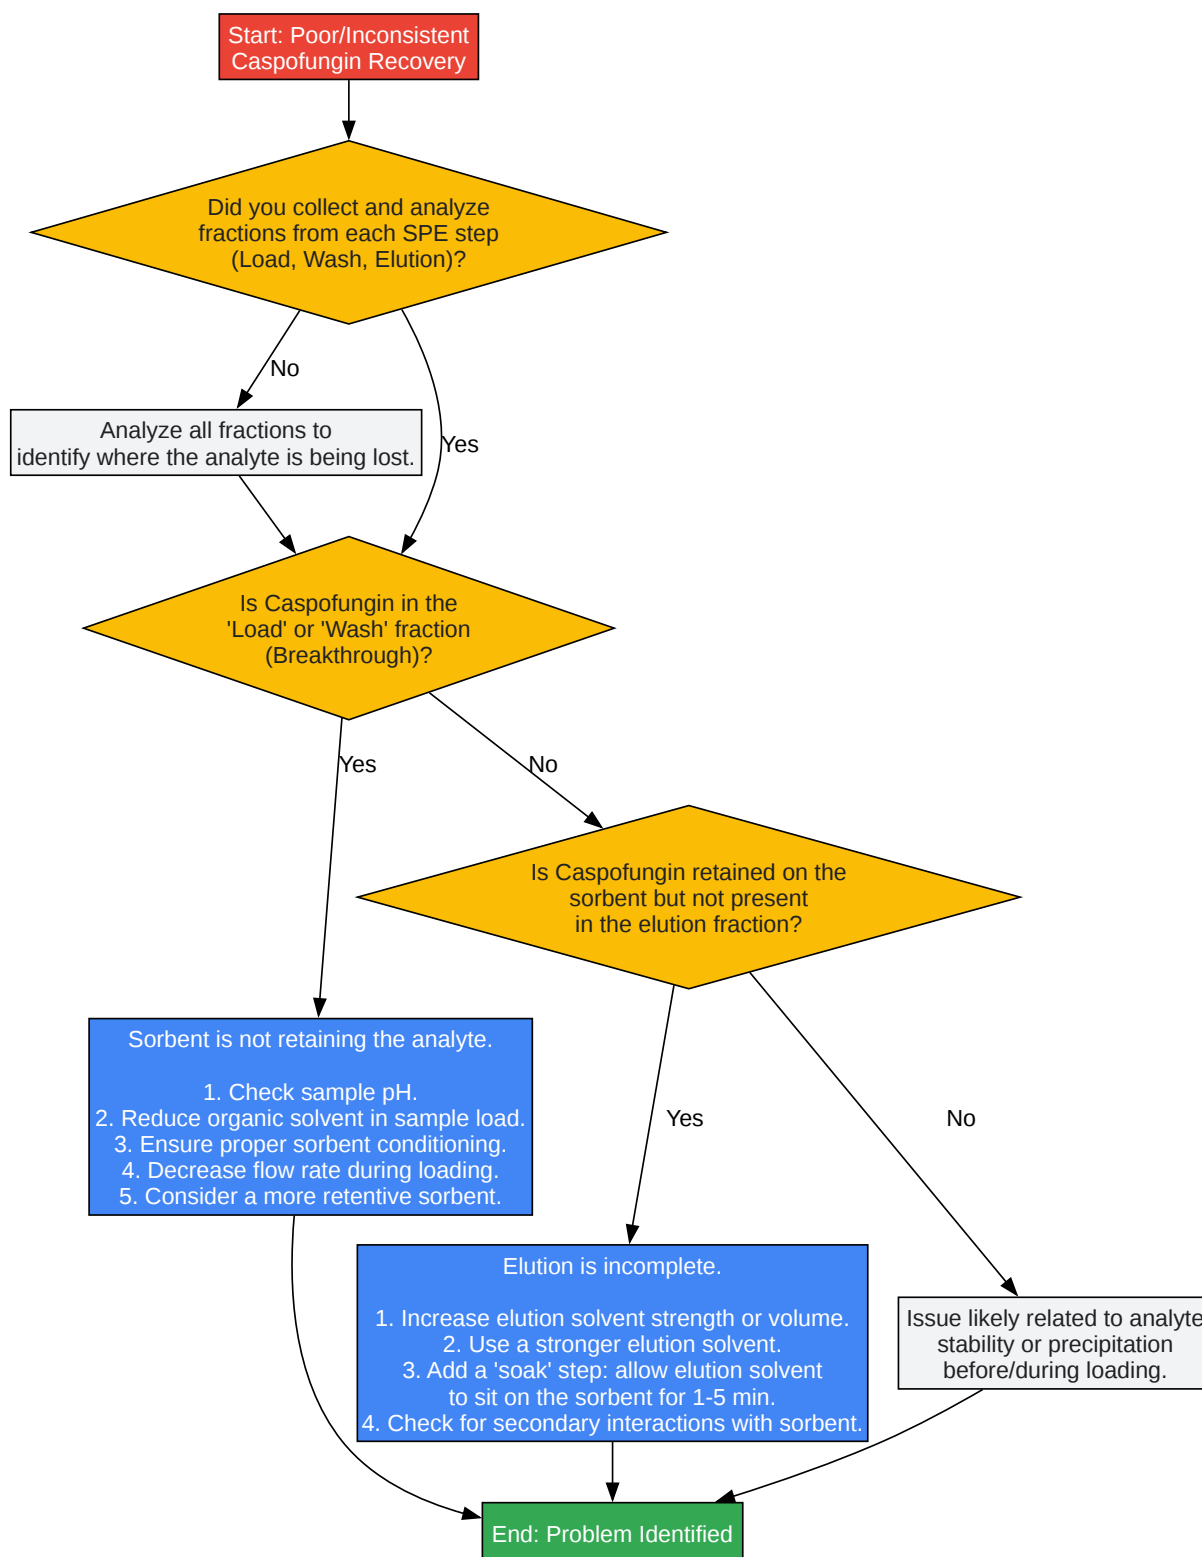 Start: Poor/Inconsistent
Caspofungin Recovery
Did you collect and analyze
fractions from each SPE step
(Load, Wash, Elution)?
No
Analyze all fractions to
identify where the analyte is being lost.
Yes
Is Caspofungin in the
'Load' or 'Wash' fraction
(Breakthrough)?
Yes
No
Is Caspofungin retained on the
sorbent but not present
in the elution fraction?
Sorbent is not retaining the analyte.
1. Check sample pH.
2. Reduce organic solvent in sample load.
3. Ensure proper sorbent conditioning.
4. Decrease flow rate during loading.
5. Consider a more retentive sorbent.
Yes
No
Elution is incomplete.
1. Increase elution solvent strength or volume.
2. Use a stronger elution solvent.
3. Add a 'soak' step: allow elution solvent
to sit on the sorbent for 1-5 min.
4. Check for secondary interactions with sorbent.
Issue likely related to analyte
stability or precipitation
before/during loading.
End: Problem Identified